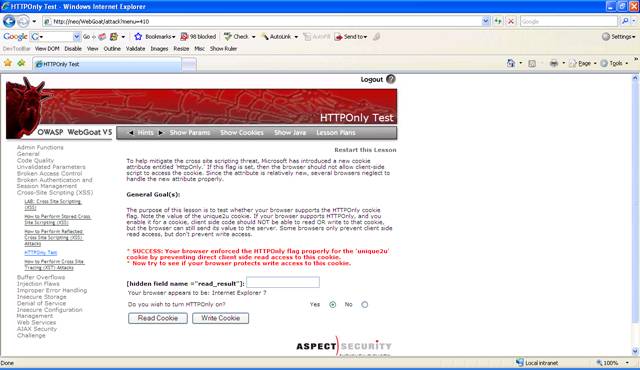 HTTPOnly Test - Windows Internet Explorer
http://neo/WebGoat/attack?menu=410
Google
Google
Go
Bookmarks
98 blocked
Check
AutoLink
AutoFill
Send to
Settings
DevToolBar View DOM Disable View Outline Validate Images Resize Misc Show Ruler
HTTPOnly Test
Page Tools
Logout ?
HTTPOnly Test
OWASP WebGoat V5
Hints Show Params Show Cookies Show Java Lesson Plans
Restart this Lesson
Admin Functions
General
Code Quality
Unvalidated Parameters
Broken Access Control
Broken Authentication and
Session Management
Cross-Site Scripting (XSS)
LAB: Cross Site Scripting
(XSS)
How to Perform Stored Cross
Site Scripting (XSS)
How to Perform Reflected
Cross Site Scripting (XSS)
Attacks
HTTPOnly Test
How to Perform Cross Site
Tracing (XST) Attacks
Buffer Overflows
Injection Flaws
Improper Error Handling
Insecure Storage
Denial of Service
Insecure Configuration
Management
Web Services
AJAX Security
Challenge
To help mitigate the cross site scripting threat, Microsoft has introduced a new cookie
attribute entitled 'HttpOnly.' If this flag is set, then the browser should not allow client-side
script to access the cookie. Since the attribute is relatively new, several browsers neglect to
handle the new attribute properly.
General Goal(s):
The purpose of this lesson is to test whether your browser supports the HTTPOnly cookie
flag. Note the value of the unique2u cookie. If your browser supports HTTPOnly, and you
enable it for a cookie, client side code should NOT be able to read OR write to that cookie,
but the browser can still send its value to the server. Some browsers only prevent client side
read access, but don't prevent write access.
* SUCCESS: Your browser enforced the HTTPOnly flag properly for the 'unique2u'
cookie by preventing direct client side read access to this cookie.
* Now try to see if your browser protects write access to this cookie.
[hidden field name ="read_result"]:
Your browser appears to be: Internet Explorer 7
Do you wish to turn HTTPOnly on? Yes No
Read Cookie Write Cookie
ASPECT SECURITY
Done
Local intranet
100%